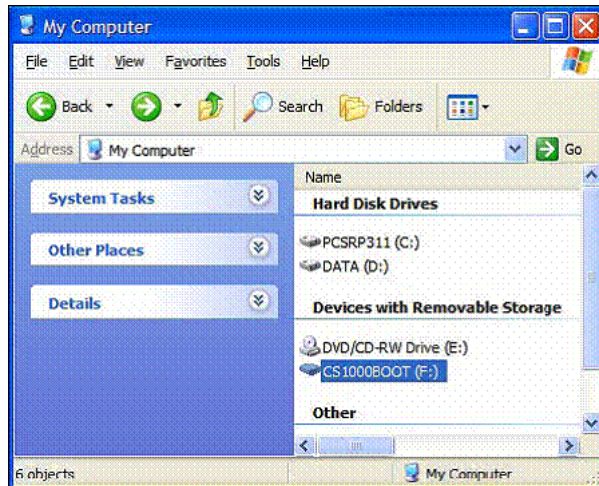 My Computer
File Edit View Favorites Tools Help
Back Search Folders
Address My Computer Go
Name
System Tasks
Hard Disk Drives
Other Places
PCSRP311 (C:)
DATA (D:)
Details
Devices with Removable Storage
DVD/CD-RW Drive (E:)
CS1000BOOT (F:)
Other
6 objects My Computer